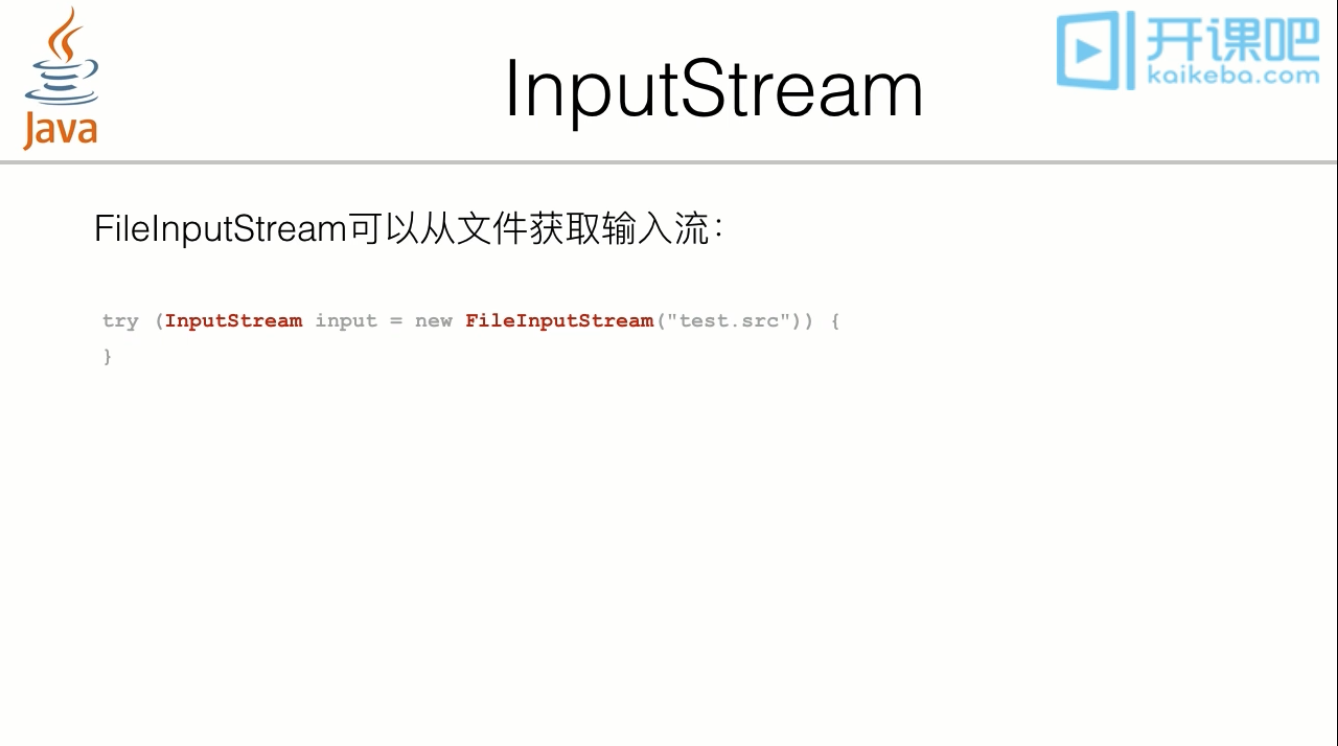 Java
InputStream
开课吧
kaikeba.com
FileInputStream可以从文件获取输入流：
try (InputStream input = new FileInputStream("test.src")) {
}